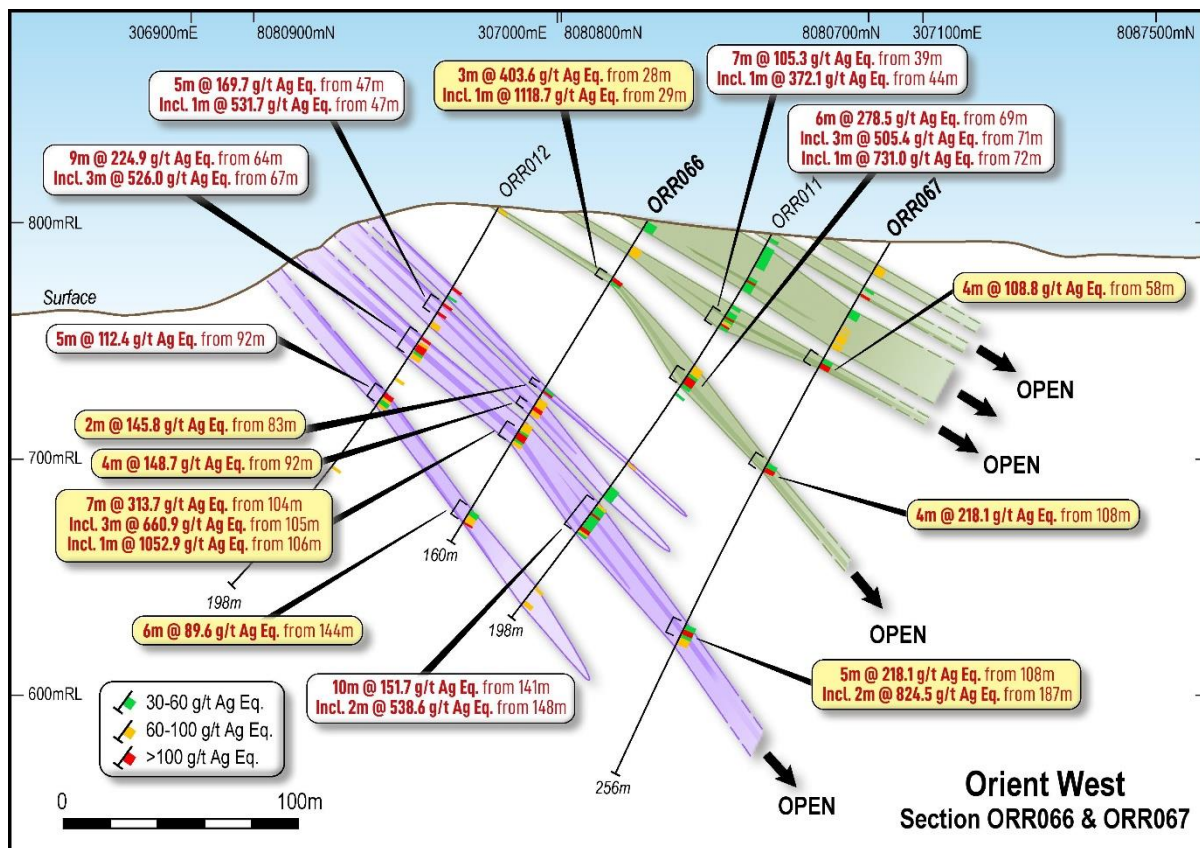 306900mE
8080900mN
307000mE
8080800mN
8080700mN
307100mE
8087500mN
5m @ 169.7 g/t Ag Eq. from 47m
Incl. 1m @ 531.7 g/t Ag Eq. from 47m
3m @ 403.6 g/t Ag Eq. from 28m
Incl. 1m @ 1118.7 g/t Ag Eq. from 29m
7m @ 105.3 g/t Ag Eq. from 39m
Incl. 1m @ 372.1 g/t Ag Eq. from 44m
6m @ 278.5 g/t Ag Eq. from 69m
Incl. 3m @ 505.4 g/t Ag Eq. from 71m
Incl. 1m @ 731.0 g/t Ag Eq. from 72m
9m @ 224.9 g/t Ag Eq. from 64m
Incl. 3m @ 526.0 g/t Ag Eq. from 67m
ORR012
ORR066
ORR011
ORR067
800mRL
Surface
4m @ 108.8 g/t Ag Eq. from 58m
5m @ 112.4 g/t Ag Eq. from 92m
OPEN
2m @ 145.8 g/t Ag Eq. from 83m
4m @ 148.7 g/t Ag Eq. from 92m
700mRL
OPEN
7m @ 313.7 g/t Ag Eq. from 104m
Incl. 3m @ 660.9 g/t Ag Eq. from 105m
Incl. 1m @ 1052.9 g/t Ag Eq. from 106m
4m @ 218.1 g/t Ag Eq. from 108m
160m
198m
6m @ 89.6 g/t Ag Eq. from 144m
198m
OPEN
600mRL
10m @ 151.7 g/t Ag Eq. from 141m
Incl. 2m @ 538.6 g/t Ag Eq. from 148m
5m @ 218.1 g/t Ag Eq. from 108m
Incl. 2m @ 824.5 g/t Ag Eq. from 187m
30-60 g/t Ag Eq.
60-100 g/t Ag Eq.
>100 g/t Ag Eq.
256m
OPEN
0
100m
Orient West
Section ORR066 & ORR067